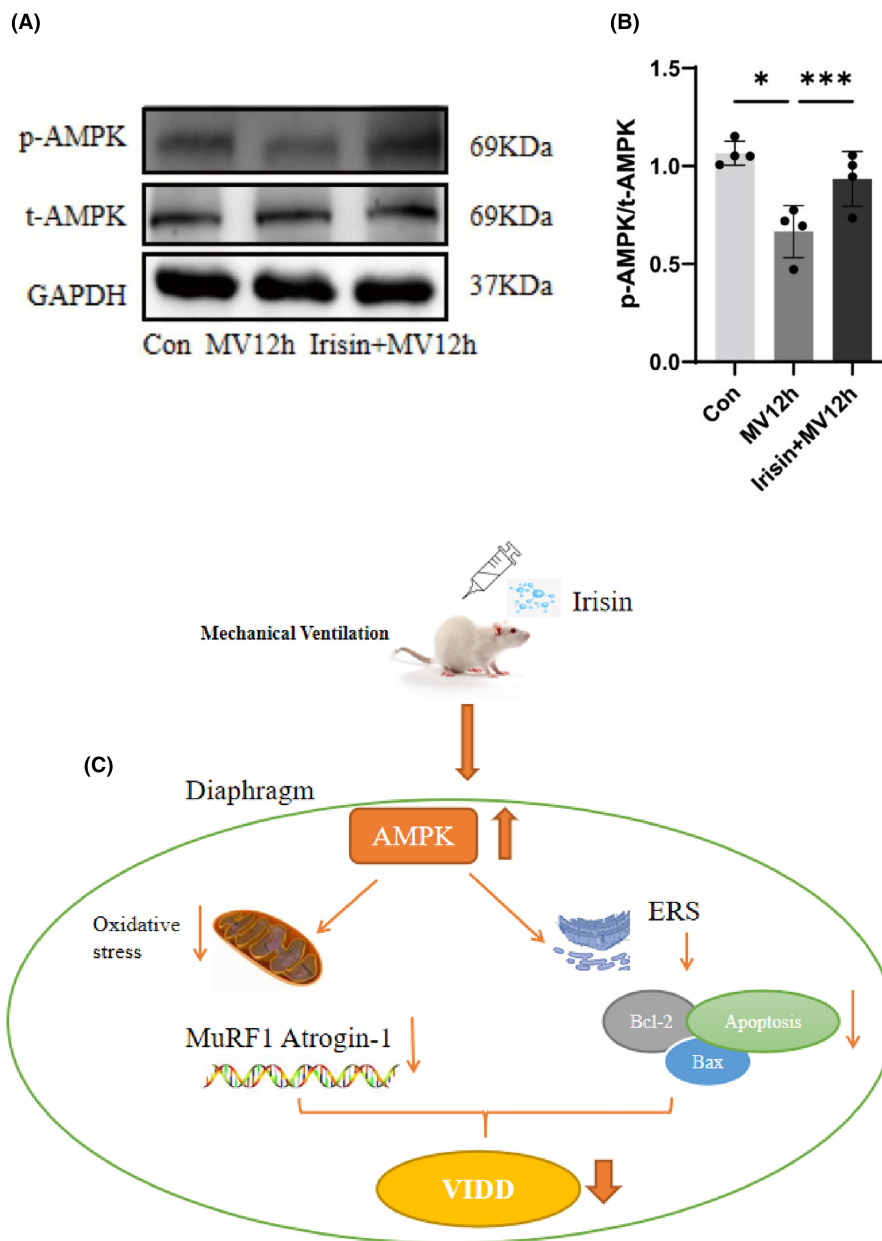 (A)
p-AMPK
69KDa
t-AMPK
69KDa
GAPDH
37KDa
Con MV12h Irisin+MV12h
(B)
p-AMPK/t-AMPK
1.5
1.0
0.5
0.0
* ***
Con
MV12h
Irisin+MV12h
Irisin
Mechanical Ventilation
(C)
Diaphragm
AMPK
Oxidative
stress
ERS
MuRF1 Atrogin-1
Bcl-2
Apoptosis
Bax
VIDD